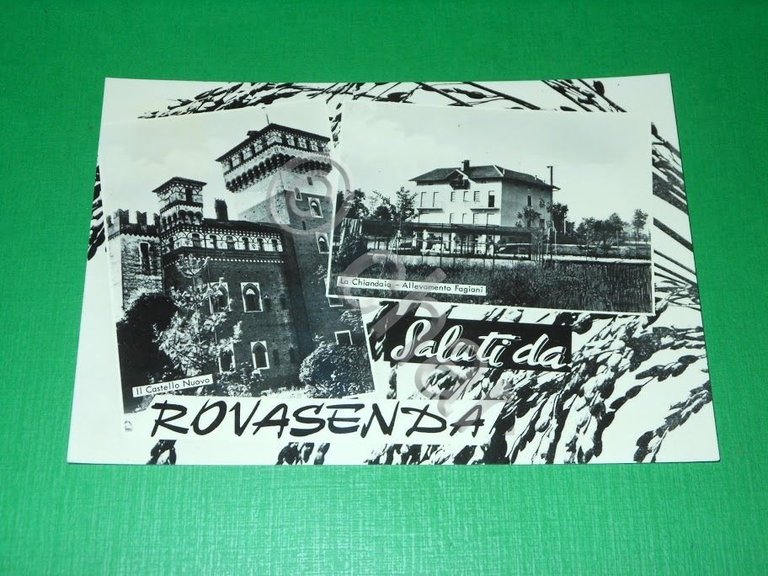 La Chiandaia - Allevamento Fagiani
Il Castello Nuovo
Saluti da
ROVASENDA